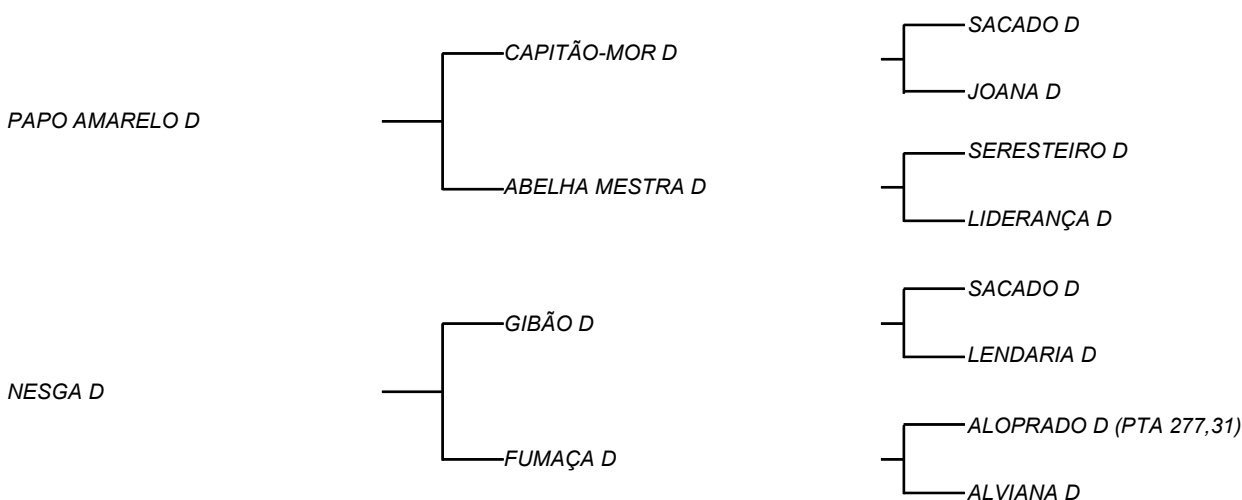 SACADO D
CAPITÃO-MOR D
JOANA D
PAPO AMARELO D
SERESTEIRO D
ABELHA MESTRA D
LIDERANÇA D
SACADO D
GIBÃO D
LENDARIA D
NESGA D
ALOPRADO D (PTA 277,31)
FUMAÇA D
ALVIANA D